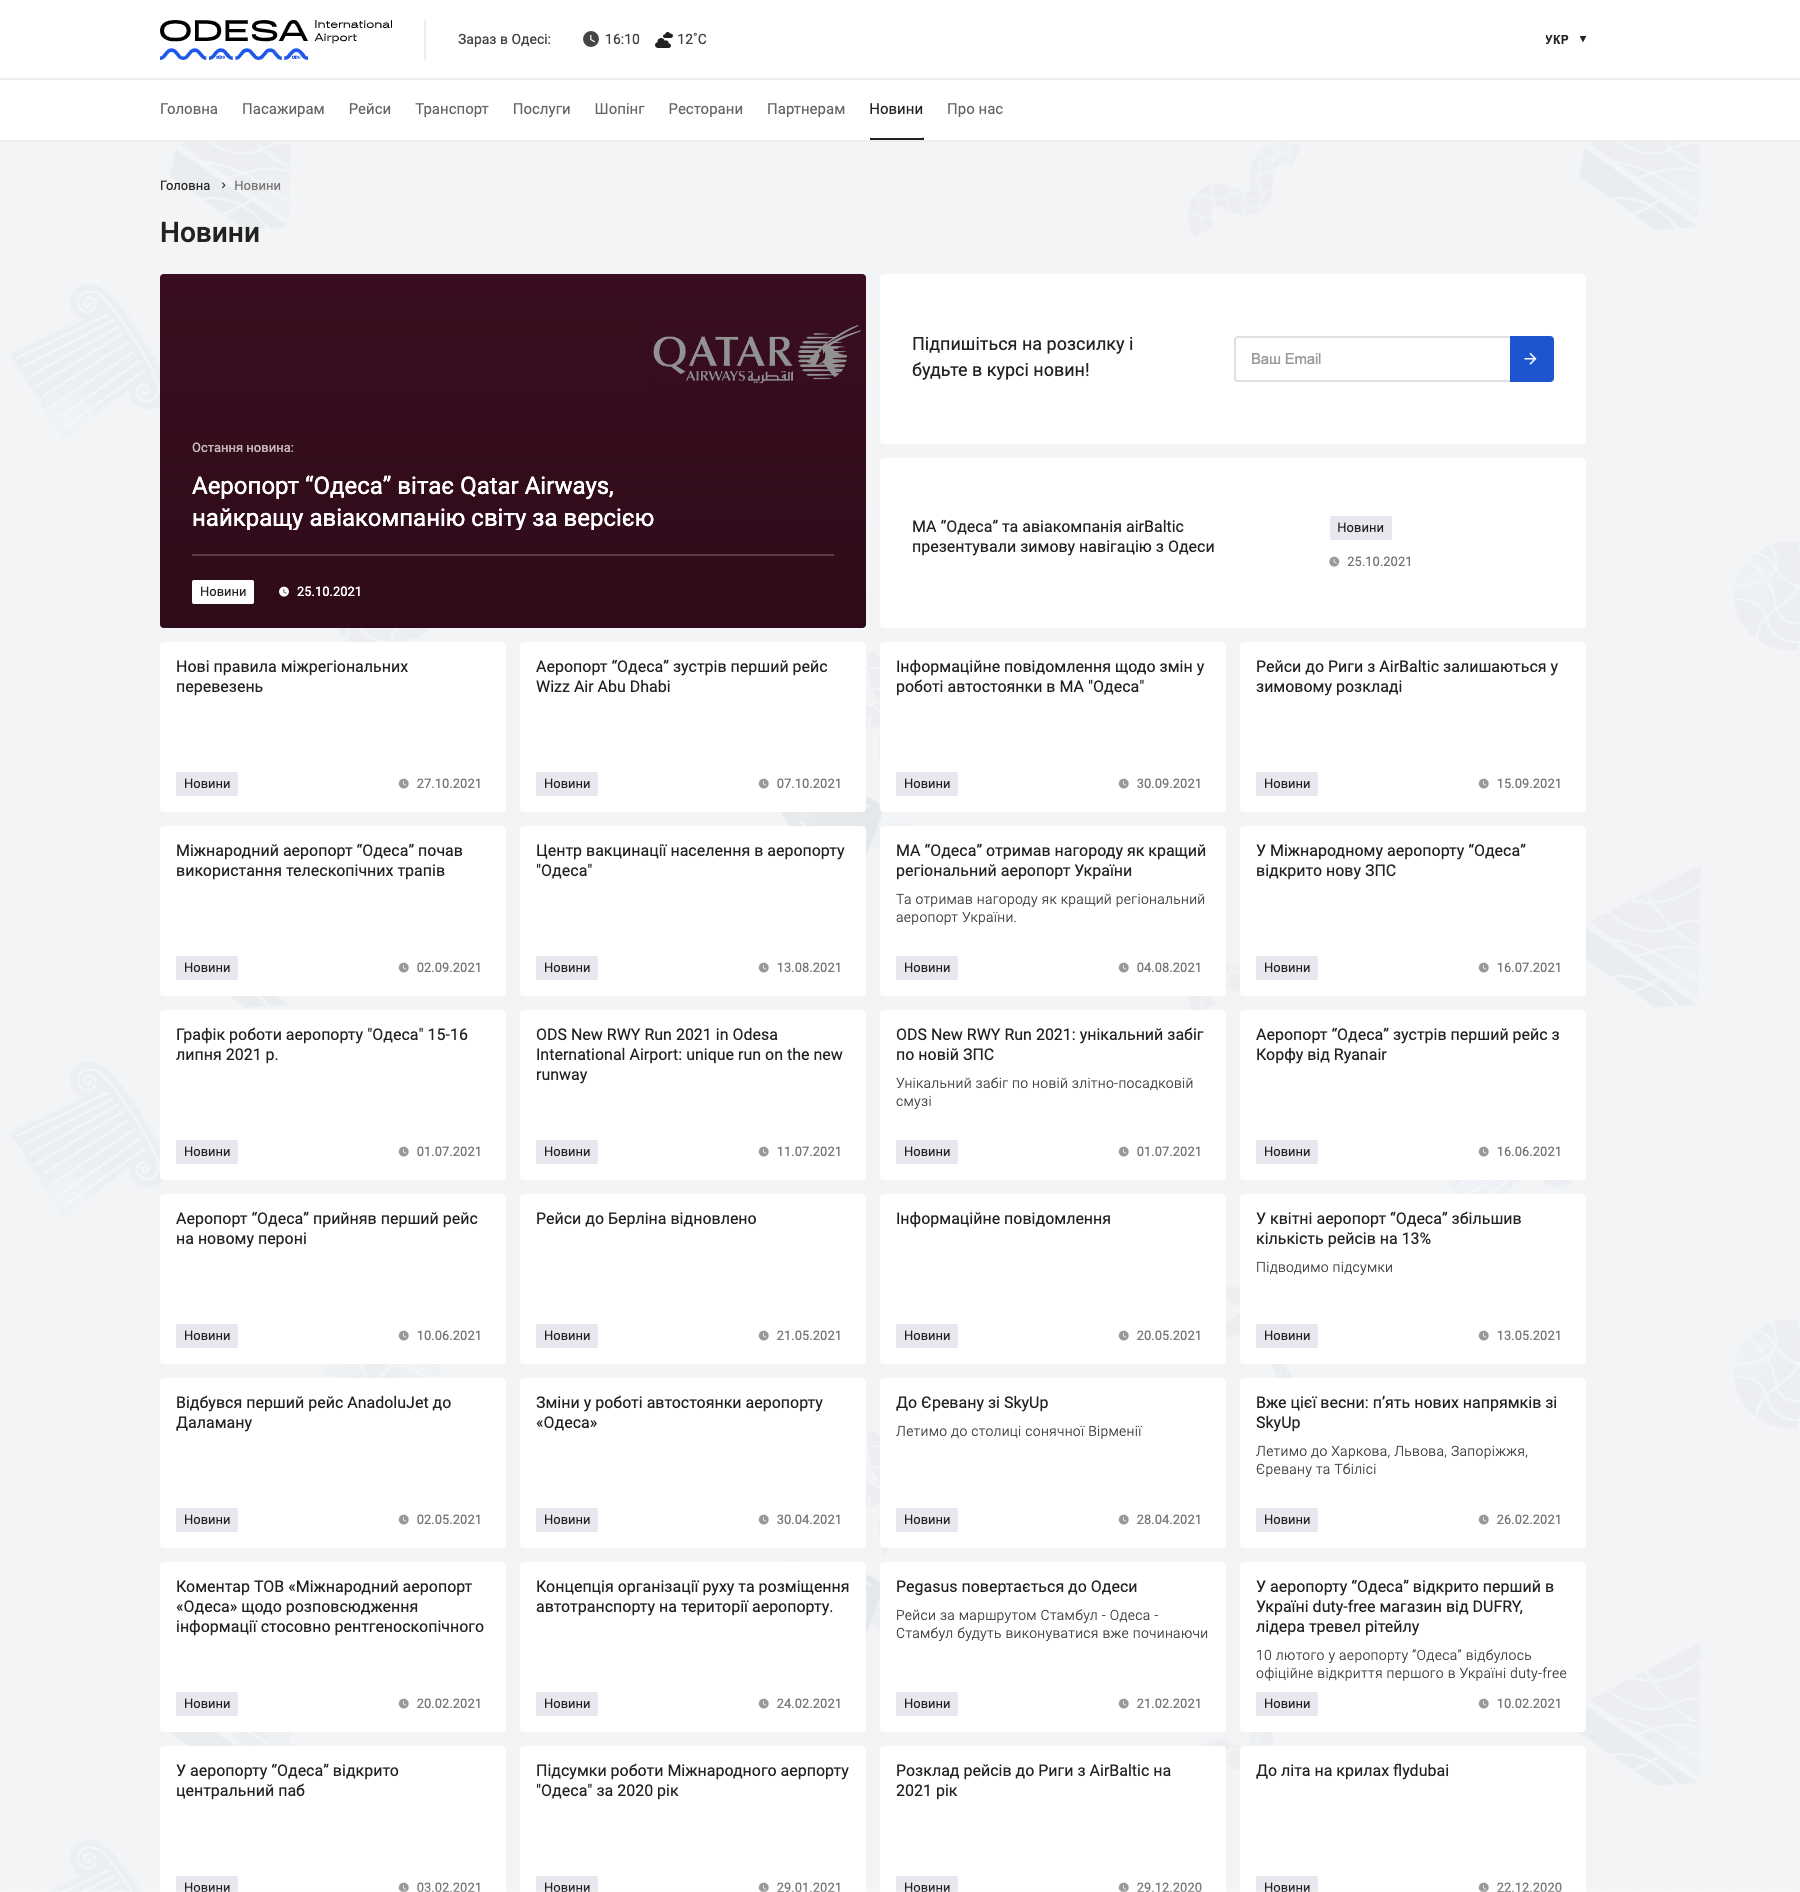 ODESA International
Airport
Зараз в Одесі: 16:10 12˚C
УКР
Головна Пасажирам Рейси Транспорт Послуги Шопінг Ресторани Партнерам Новини Про нас
Головна › Новини
Новини
QATAR
AIRWAYS القطرية
Остання новина:
Аеропорт “Одеса” вітає Qatar Airways,
найкращу авіакомпанію світу за версією
Новини 25.10.2021
Підпишіться на розсилку і
будьте в курсі новин!
Ваш Email
МА “Одеса” та авіакомпанія airBaltic
презентували зимову навігацію з Одеси
Новини
25.10.2021
Нові правила міжрегіональних
перевезень
Новини 27.10.2021
Аеропорт “Одеса” зустрів перший рейс
Wizz Air Abu Dhabi
Новини 07.10.2021
Інформаційне повідомлення щодо змін у
роботі автостоянки в МА "Одеса"
Новини 30.09.2021
Рейси до Риги з AirBaltic залишаються у
зимовому розкладі
Новини 15.09.2021
Міжнародний аеропорт “Одеса” почав
використання телескопічних трапів
Новини 02.09.2021
Центр вакцинації населення в аеропорту
"Одеса"
Новини 13.08.2021
МА “Одеса” отримав нагороду як кращий
регіональний аеропорт України
Та отримав нагороду як кращий регіональний
аеропорт України.
Новини 04.08.2021
У Міжнародному аеропорту “Одеса”
відкрито нову ЗПС
Новини 16.07.2021
Графік роботи аеропорту "Одеса" 15-16
липня 2021 р.
Новини 01.07.2021
ODS New RWY Run 2021 in Odesa
International Airport: unique run on the new
runway
Новини 11.07.2021
ODS New RWY Run 2021: унікальний забіг
по новій ЗПС
Унікальний забіг по новій злітно-посадковій
смузі
Новини 01.07.2021
Аеропорт “Одеса” зустрів перший рейс з
Корфу від Ryanair
Новини 16.06.2021
Аеропорт “Одеса” прийняв перший рейс
на новому пероні
Новини 10.06.2021
Рейси до Берліна відновлено
Новини 21.05.2021
Інформаційне повідомлення
Новини 20.05.2021
У квітні аеропорт “Одеса” збільшив
кількість рейсів на 13%
Підводимо підсумки
Новини 13.05.2021
Відбувся перший рейс AnadoluJet до
Даламану
Новини 02.05.2021
Зміни у роботі автостоянки аеропорту
«Одеса»
Новини 30.04.2021
До Єревану зі SkyUp
Летимо до столиці сонячної Вірменії
Новини 28.04.2021
Вже цієї весни: п’ять нових напрямків зі
SkyUp
Летимо до Харкова, Львова, Запоріжжя,
Єревану та Тбілісі
Новини 26.02.2021
Коментар ТОВ «Міжнародний аеропорт
«Одеса» щодо розповсюдження
інформації стосовно рентгеноскопічного
Новини 20.02.2021
Концепція організації руху та розміщення
автотранспорту на території аеропорту.
Новини 24.02.2021
Pegasus повертається до Одеси
Рейси за маршрутом Стамбул - Одеса -
Стамбул будуть виконуватися вже починаючи
Новини 21.02.2021
У аеропорту “Одеса” відкрито перший в
Україні duty-free магазин від DUFRY,
лідера тревел рітейлу
10 лютого у аеропорту “Одеса” відбулось
офіційне відкриття першого в Україні duty-free
Новини 10.02.2021
У аеропорту “Одеса” відкрито
центральний паб
Новини 03.02.2021
Підсумки роботи Міжнародного аерпорту
"Одеса" за 2020 рік
Новини 29.01.2021
Розклад рейсів до Риги з AirBaltic на
2021 рік
Новини 29.12.2020
До літа на крилах flydubai
Новини 22.12.2020